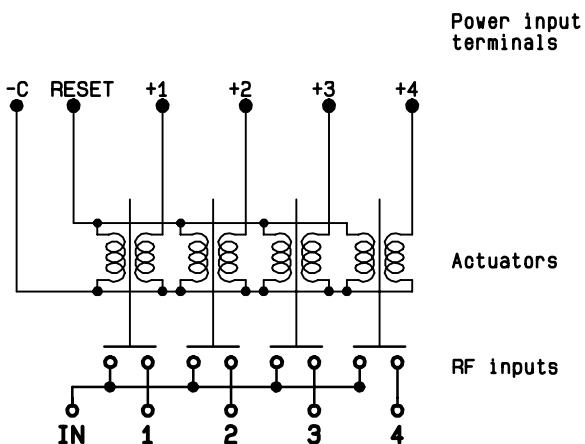 Power input
terminals
-C RESET +1 +2 +3 +4
Actuators
RF inputs
IN 1 2 3 4